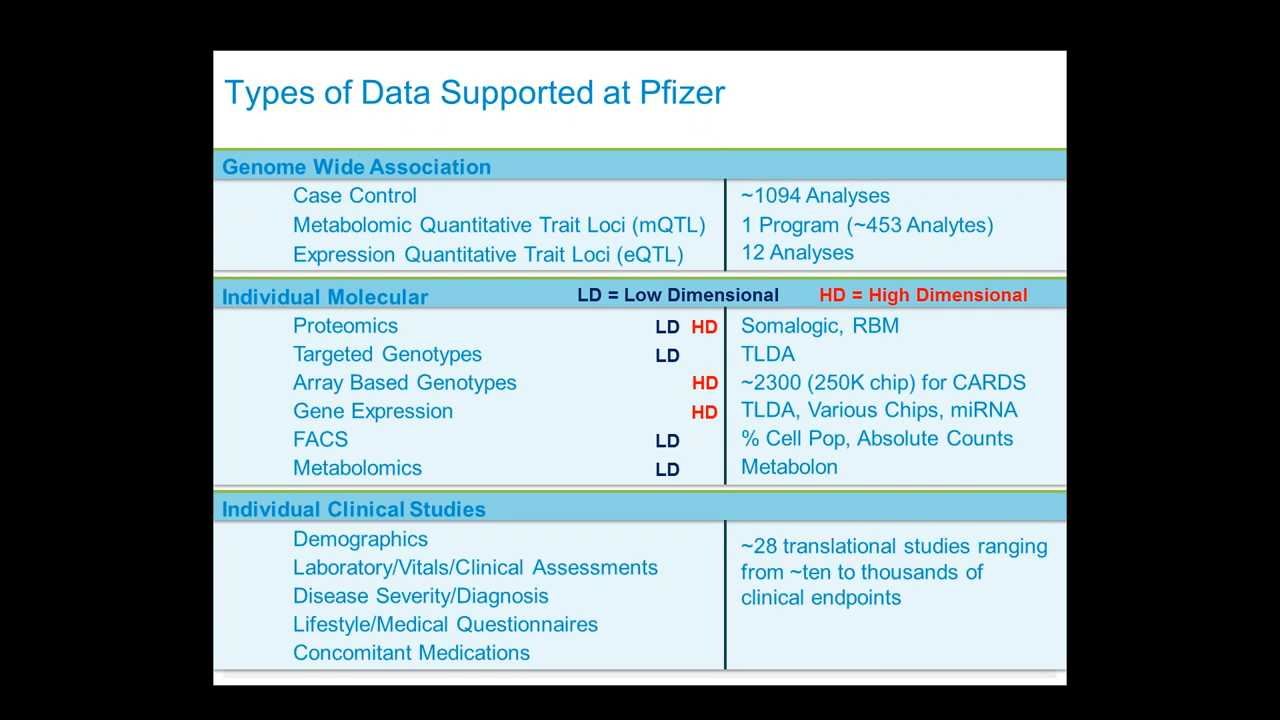 Types of Data Supported at Pfizer
Genome Wide Association
Case Control ~1094 Analyses
Metabolomic Quantitative Trait Loci (mQTL) 1 Program (~453 Analytes)
Expression Quantitative Trait Loci (eQTL) 12 Analyses
Individual Molecular LD = Low Dimensional HD = High Dimensional
Proteomics LD HD Somalogic, RBM
Targeted Genotypes LD TLDA
Array Based Genotypes HD ~2300 (250K chip) for CARDS
Gene Expression HD TLDA, Various Chips, miRNA
FACS LD % Cell Pop, Absolute Counts
Metabolomics LD Metabolon
Individual Clinical Studies
Demographics
Laboratory/Vitals/Clinical Assessments
Disease Severity/Diagnosis
Lifestyle/Medical Questionnaires
Concomitant Medications
~28 translational studies ranging
from ~ten to thousands of
clinical endpoints